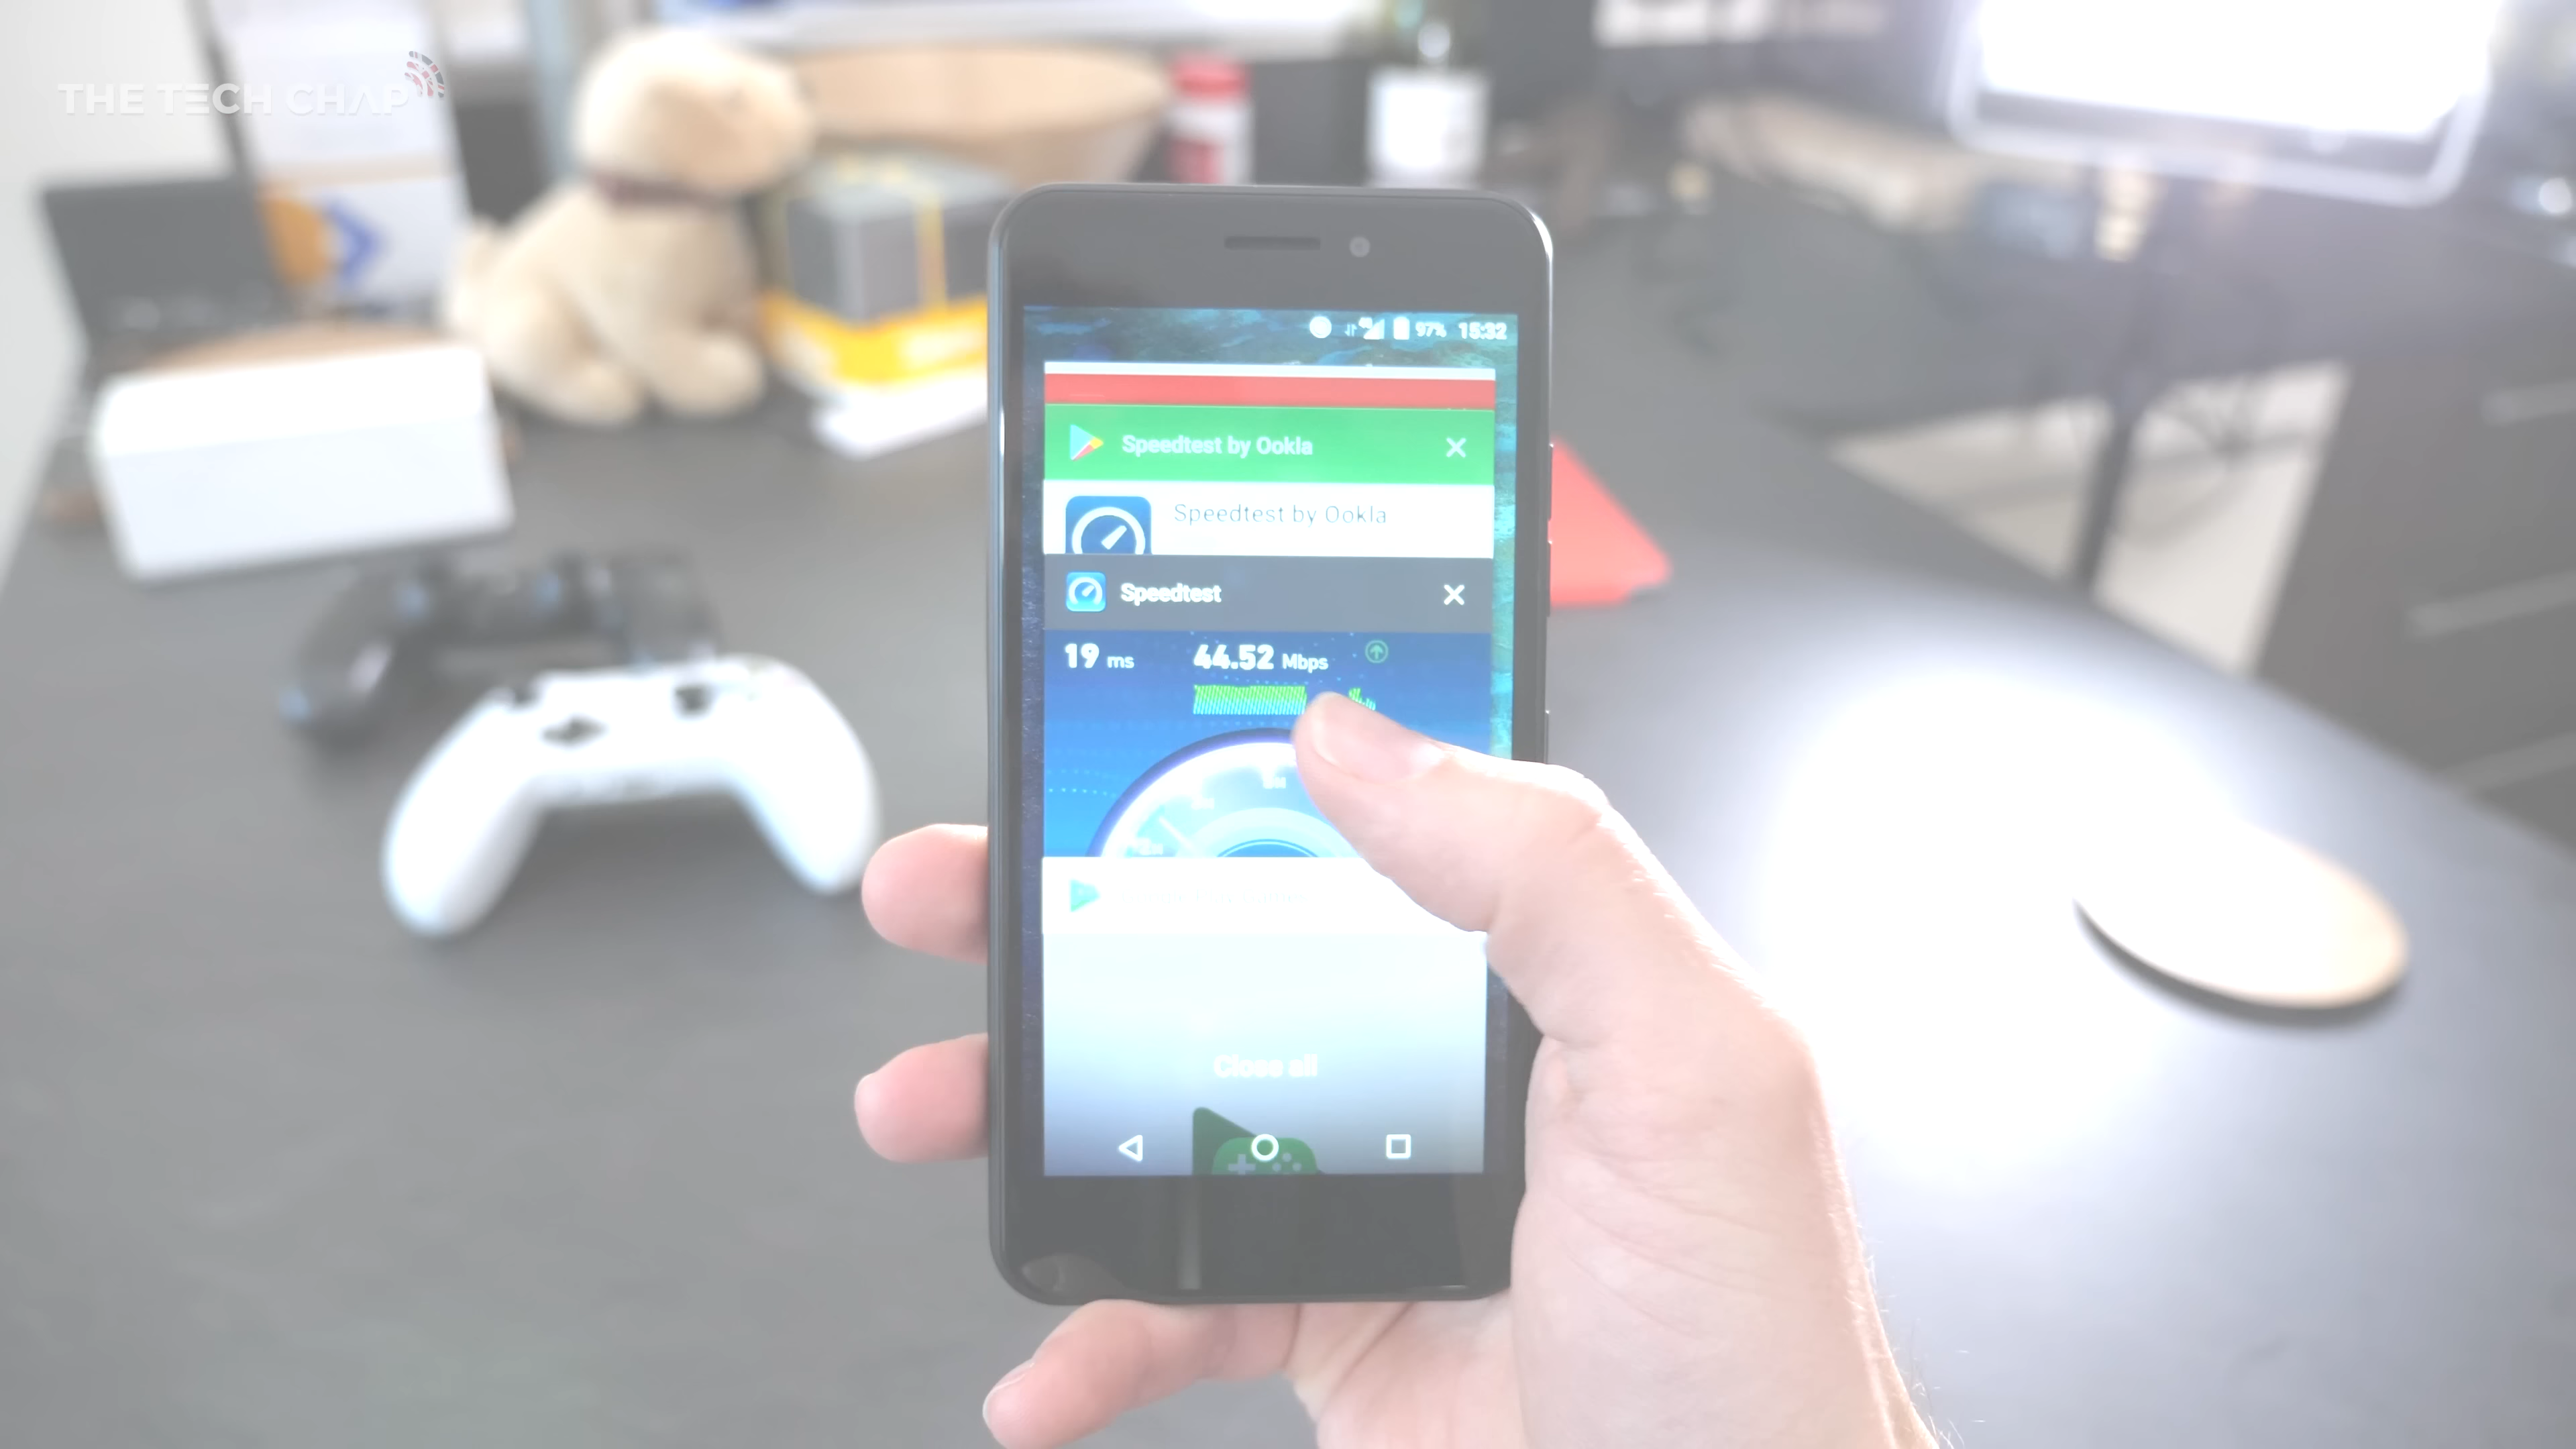 THE TECH CHAP
4G 97% 15:32
Speedtest by Ookla
Speedtest by Ookla
Speedtest
19 ms 44.52 Mbps
Close all